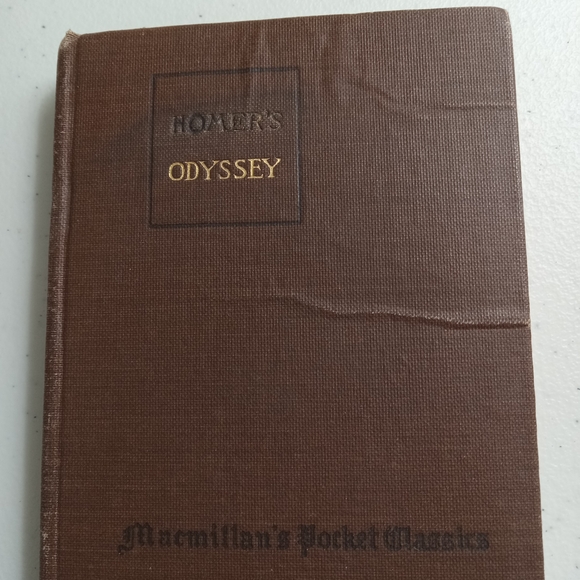 HOMER'S
ODYSSEY
Macmillan's Pocket Classics